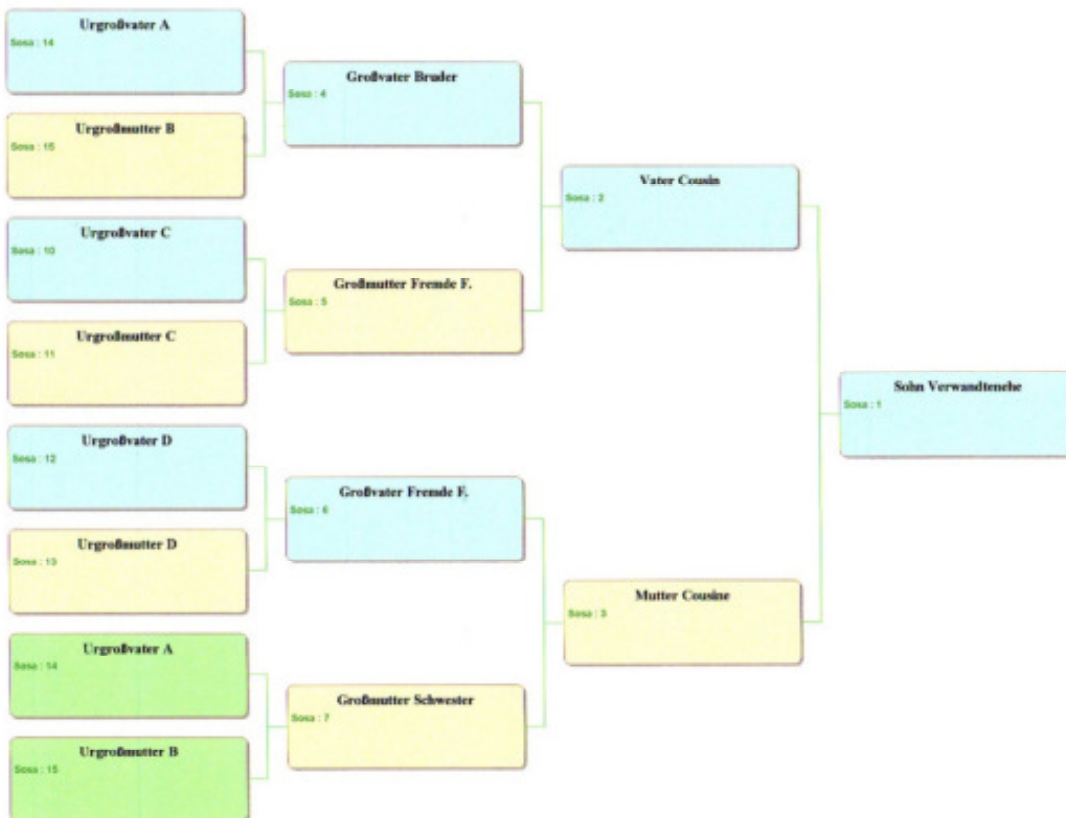 Urgroßvater A
Sosa : 14
Urgroßmutter B
Sosa : 15
Urgroßvater C
Sosa : 10
Urgroßmutter C
Sosa : 11
Urgroßvater D
Sosa : 12
Urgroßmutter D
Sosa : 13
Urgroßvater A
Sosa : 14
Urgroßmutter B
Sosa : 15
Großvater Bruder
Sosa : 4
Großmutter Fremde F.
Sosa : 5
Großvater Fremde F.
Sosa : 6
Großmutter Schwester
Sosa : 7
Vater Cousin
Sosa : 2
Mutter Cousine
Sosa : 3
Sohn Verwandtenehe
Sosa : 1